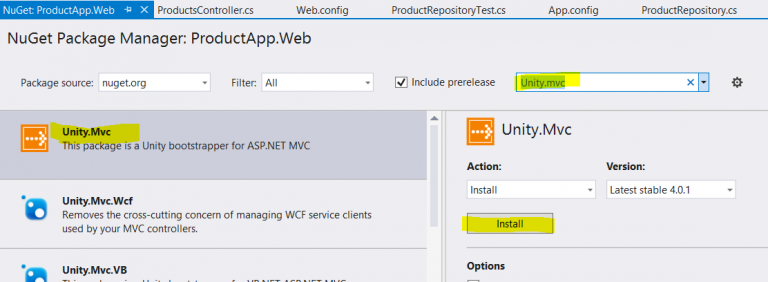 NuGet: ProductApp.Web
ProductsController.cs
Web.config
ProductRepositoryTest.cs
App.config
ProductRepository.cs
NuGet Package Manager: ProductApp.Web
Package source: nuget.org
Filter: All
Include prerelease
Unity.mvc
Unity.Mvc
This package is a Unity bootstrapper for ASP.NET MVC
Unity.Mvc.Wcf
Removes the cross-cutting concern of managing WCF service clients
used by your MVC controllers.
Unity.Mvc.VB
Unity.Mvc
Action:
Version:
Install
Latest stable 4.0.1
Install
Options